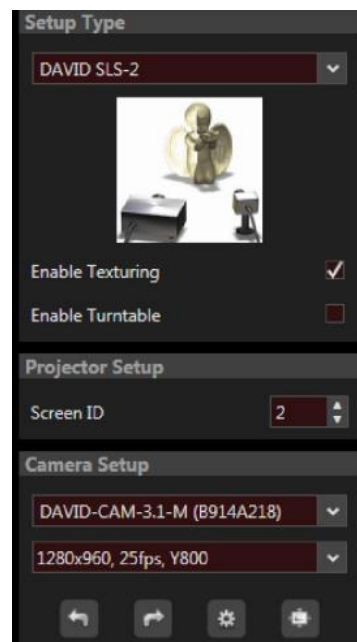 Setup Type
DAVID SLS-2
Enable Texturing
Enable Turntable
Projector Setup
Screen ID 2
Camera Setup
DAVID-CAM-3.1-M (B914A218)
1280x960, 25fps, Y800